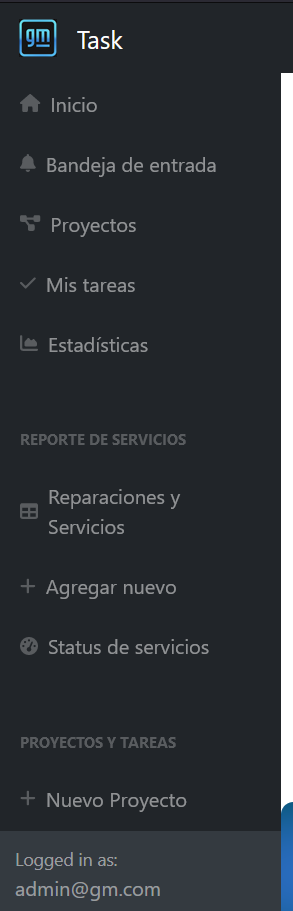 gm Task
Inicio
Bandeja de entrada
Proyectos
Mis tareas
Estadísticas
REPORTE DE SERVICIOS
Reparaciones y
Servicios
Agregar nuevo
Status de servicios
PROYECTOS Y TAREAS
Nuevo Proyecto
Logged in as:
admin@gm.com